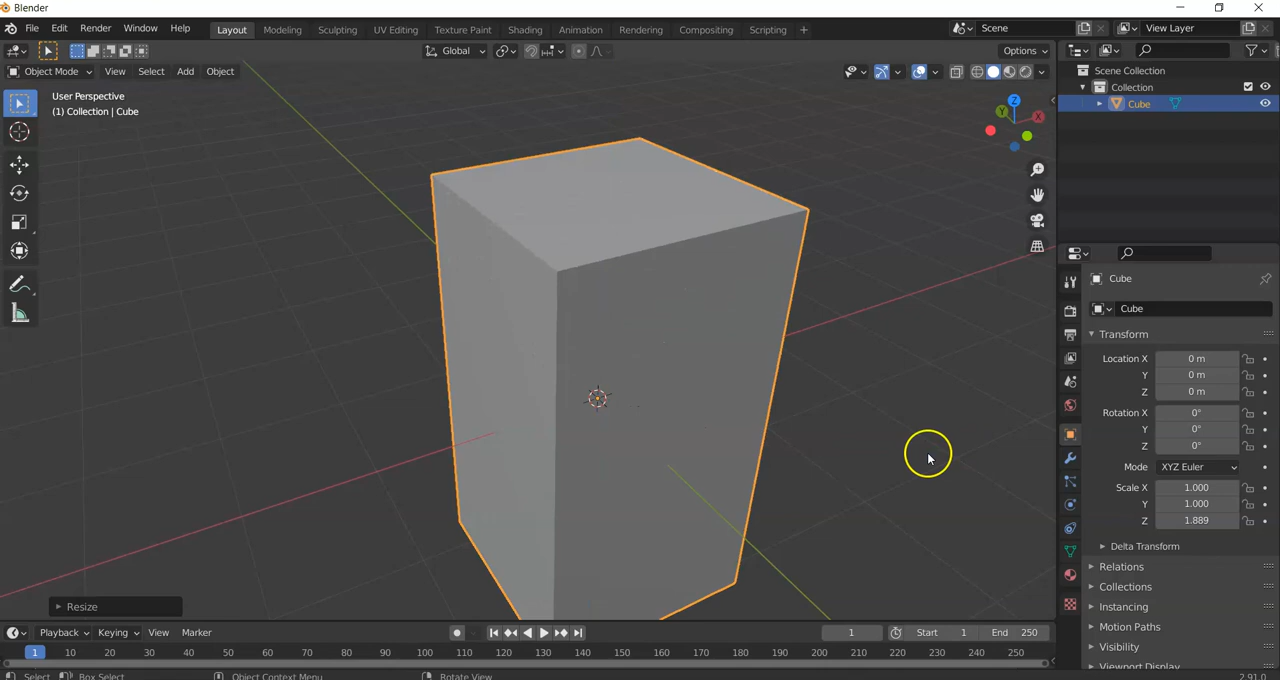 Blender
File Edit Render Window Help Layout Modeling Sculpting UV Editing Texture Paint Shading Animation Rendering Compositing Scripting + Scene View Layer
Global Options
Object Mode View Select Add Object
User Perspective
(1) Collection | Cube
Z
Y
X
Scene Collection
Collection
Cube
Cube
Cube
Transform
Location X 0 m
Y 0 m
Z 0 m
Rotation X 0°
Y 0°
Z 0°
Mode XYZ Euler
Scale X 1.000
Y 1.000
Z 1.889
Delta Transform
Relations
Collections
Instancing
Motion Paths
Visibility
Viewport Display
Resize
Playback Keying View Marker 1 Start 1 End 250
1 10 20 30 40 50 60 70 80 90 100 110 120 130 140 150 160 170 180 190 200 210 220 230 240 250
Select Box Select Object Context Menu Rotate View 2.91.0